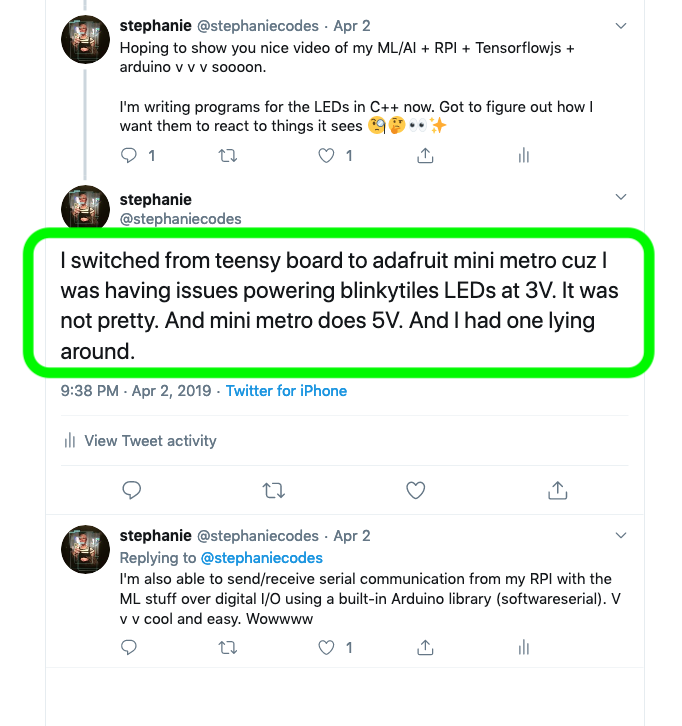 stephanie @stephaniecodes · Apr 2
Hoping to show you nice video of my ML/AI + RPI + Tensorflowjs +
arduino v v v soooon.
I'm writing programs for the LEDs in C++ now. Got to figure out how I
want them to react to things it sees 🧐🤔👀✨
1 1
stephanie
@stephaniecodes
I switched from teensy board to adafruit mini metro cuz I
was having issues powering blinkytiles LEDs at 3V. It was
not pretty. And mini metro does 5V. And I had one lying
around.
9:38 PM · Apr 2, 2019 · Twitter for iPhone
View Tweet activity
stephanie @stephaniecodes · Apr 2
Replying to @stephaniecodes
I'm also able to send/receive serial communication from my RPI with the
ML stuff over digital I/O using a built-in Arduino library (softwareserial). V
v v cool and easy. Wowwww
1